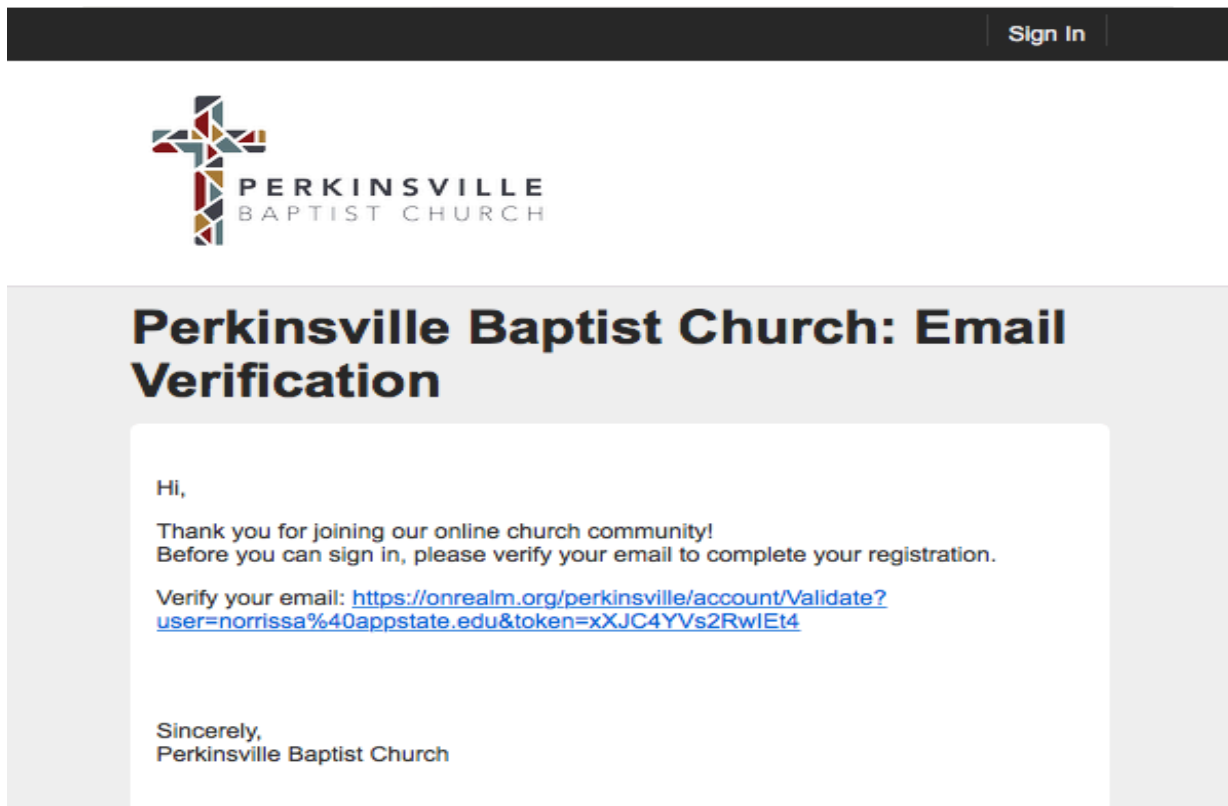 Sign In
PERKINSVILLE
BAPTIST CHURCH
Perkinsville Baptist Church: Email
Verification
Hi,
Thank you for joining our online church community!
Before you can sign in, please verify your email to complete your registration.
Verify your email: https://onrealm.org/perkinsville/account/Validate?
user=norrissa%40appstate.edu&token=xXJC4YVs2RwIEt4
Sincerely,
Perkinsville Baptist Church